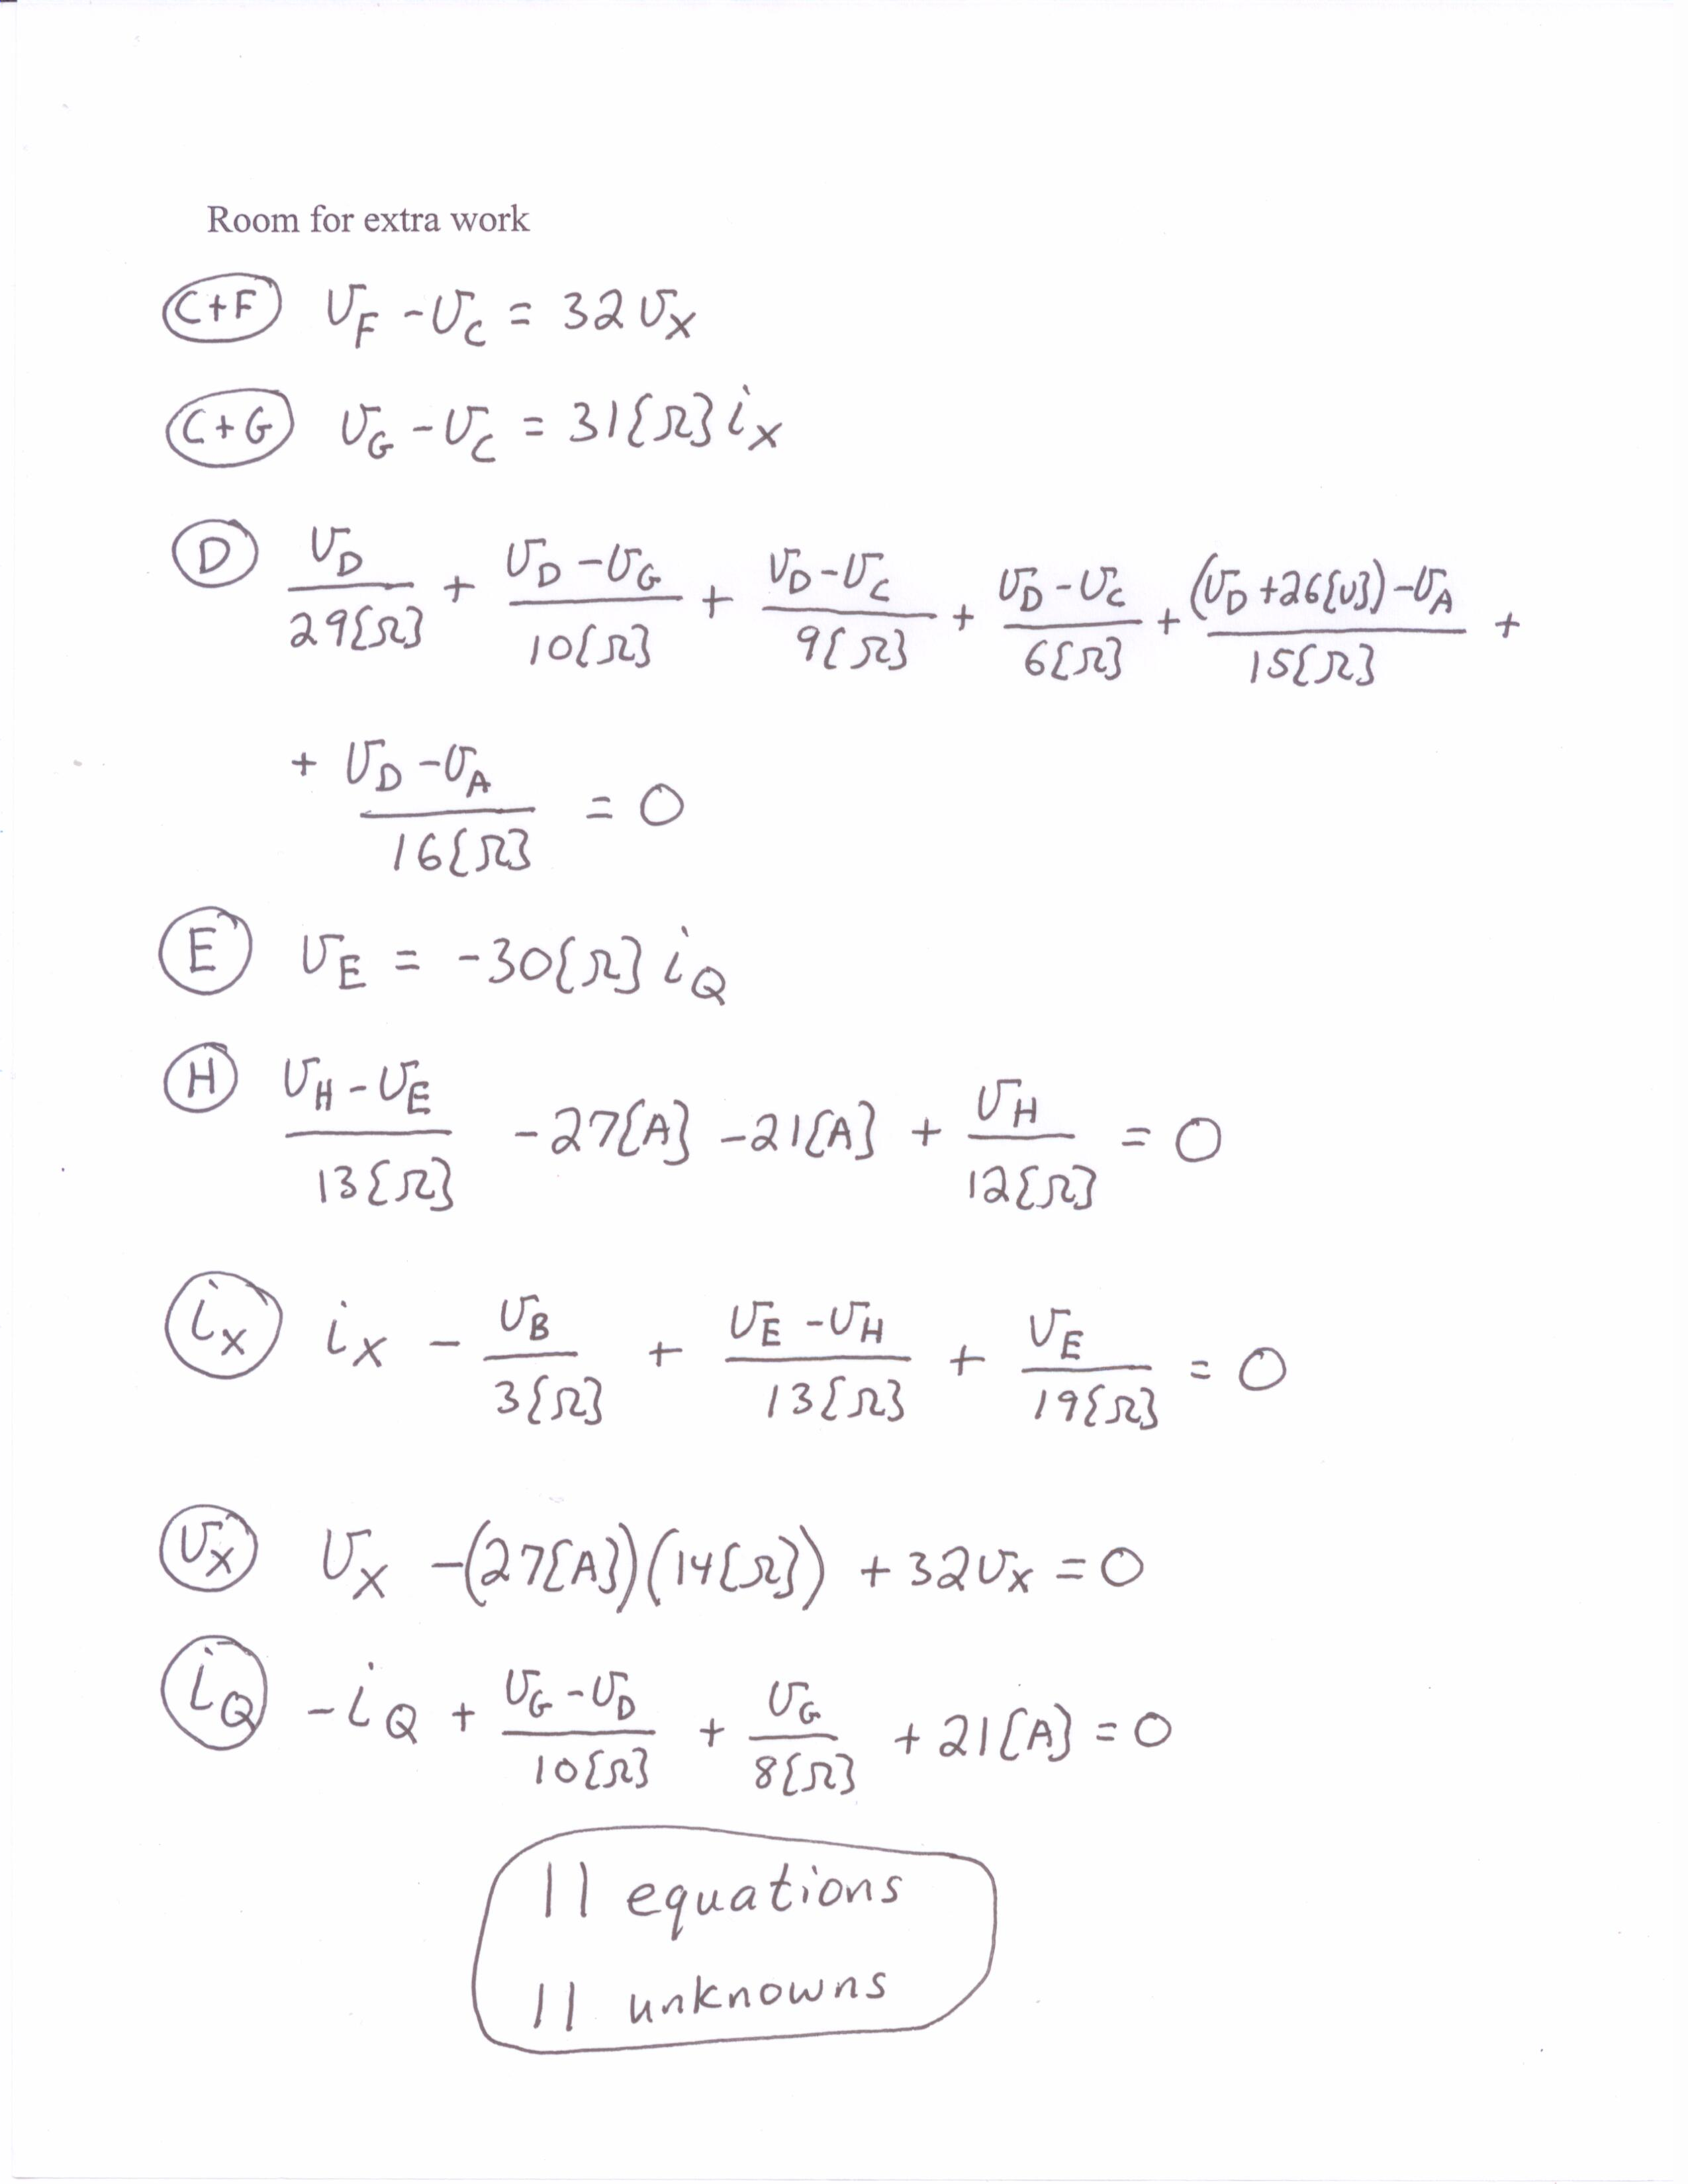 Room for extra work
C+F v_F - v_C = 32 v_X
C+G v_G - v_C = 31{Ω} i_X
D v_D/29{Ω} + (v_D - v_G)/10{Ω} + (v_D - v_C)/9{Ω} + (v_D - v_C)/6{Ω} + ((v_D + 26{V}) - v_A)/15{Ω} +
+ (v_D - v_A)/16{Ω} = 0
E v_E = -30{Ω} i_Q
H (v_H - v_E)/13{Ω} - 27{A} - 21{A} + v_H/12{Ω} = 0
i_X i_X - v_B/3{Ω} + (v_E - v_H)/13{Ω} + v_E/19{Ω} = 0
v_X v_X - (27{A})(14{Ω}) + 32 v_X = 0
i_Q -i_Q + (v_G - v_D)/10{Ω} + v_G/8{Ω} + 21{A} = 0
11 equations
11 unknowns